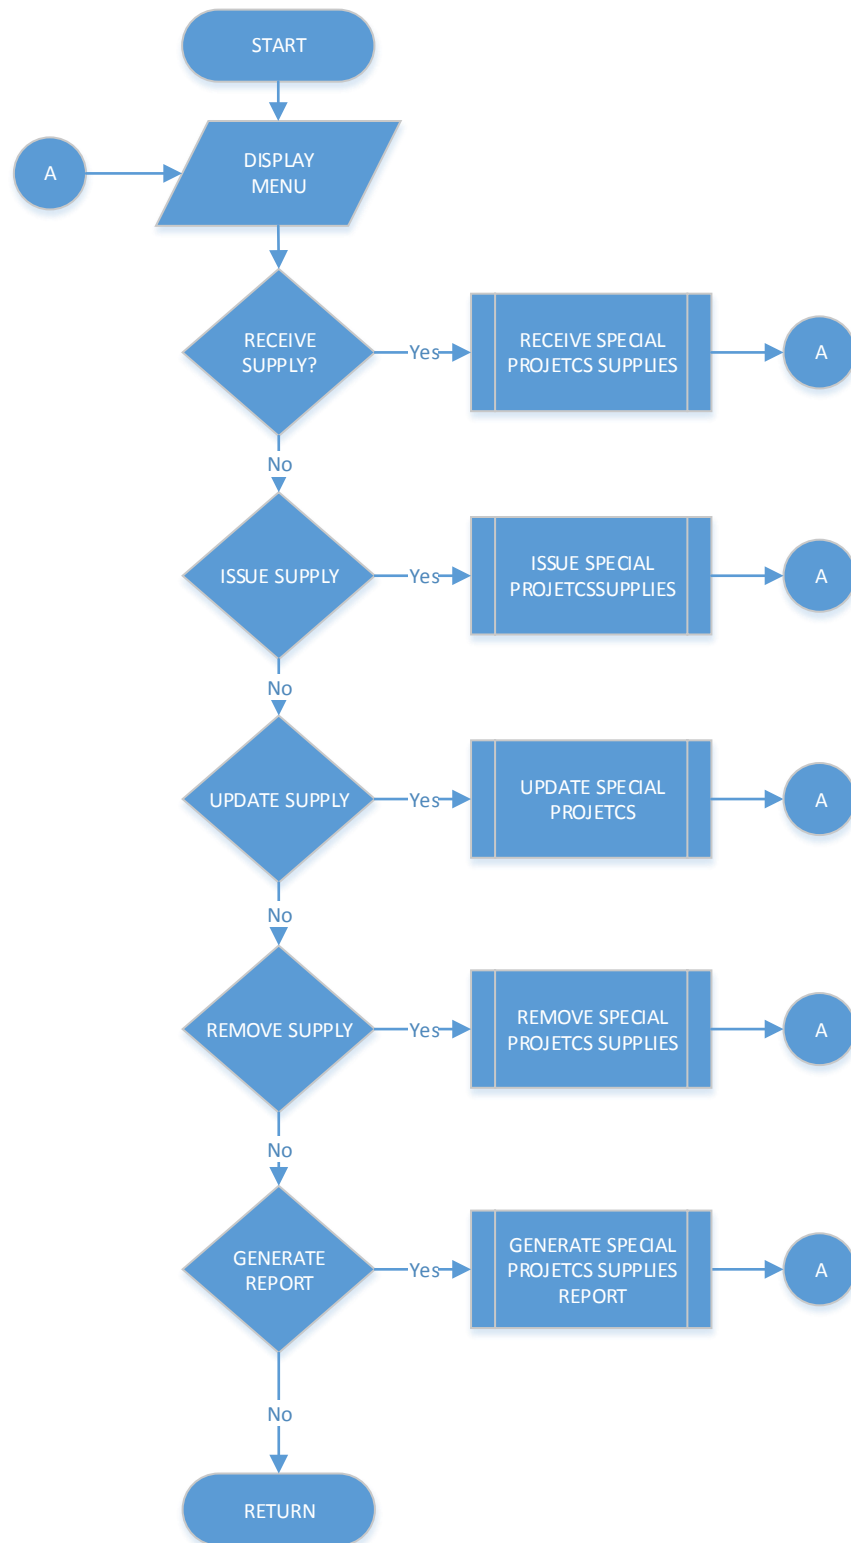 START
A
DISPLAY
MENU
RECEIVE
SUPPLY?
Yes
RECEIVE SPECIAL
PROJETCS SUPPLIES
A
No
ISSUE SUPPLY
Yes
ISSUE SPECIAL
PROJETCSSUPPLIES
A
No
UPDATE SUPPLY
Yes
UPDATE SPECIAL
PROJETCS
A
No
REMOVE SUPPLY
Yes
REMOVE SPECIAL
PROJETCS SUPPLIES
A
No
GENERATE
REPORT
Yes
GENERATE SPECIAL
PROJETCS SUPPLIES
REPORT
A
No
RETURN